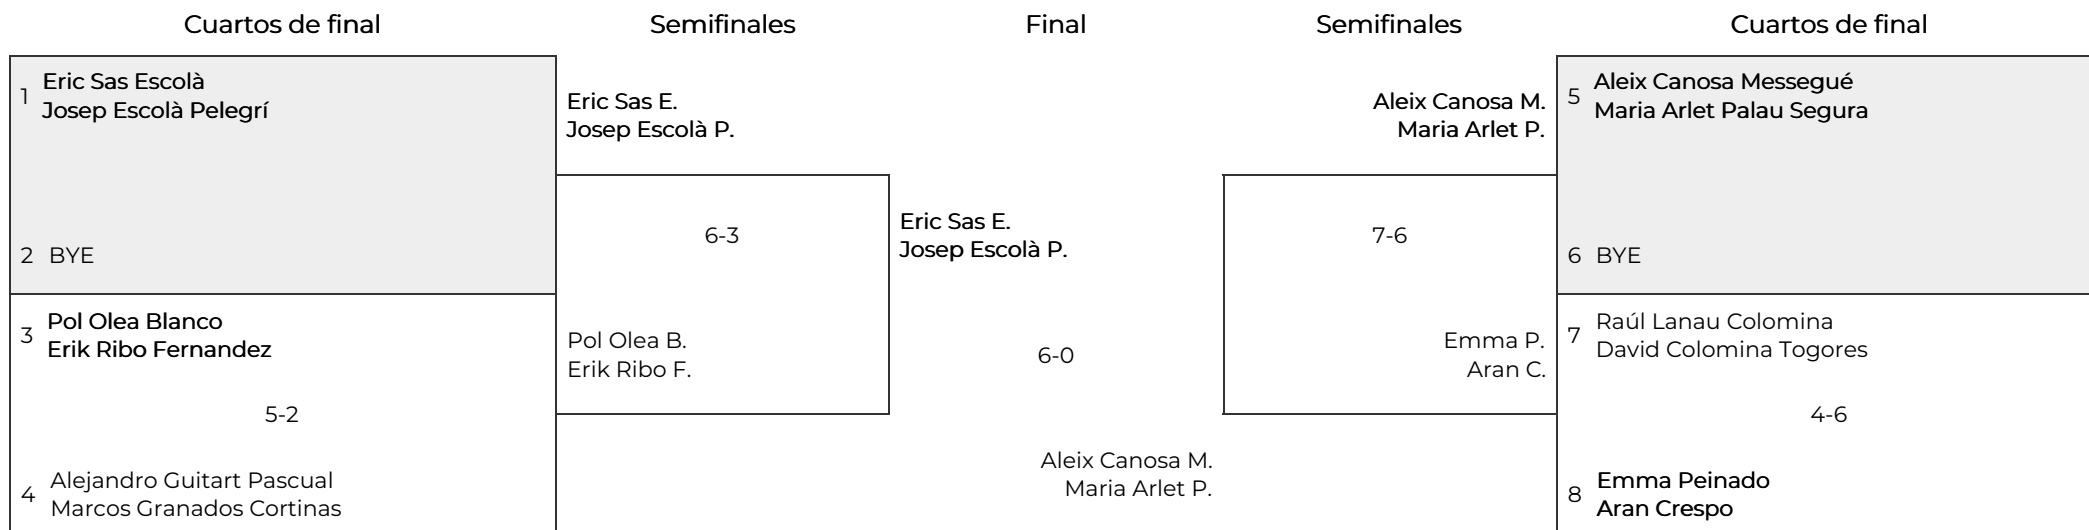 Cuartos de final
Semifinales
Final
Semifinales
Cuartos de final
1
Eric Sas Escolà
Josep Escolà Pelegrí
2 BYE
3
Pol Olea Blanco
Erik Ribo Fernandez
5-2
4
Alejandro Guitart Pascual
Marcos Granados Cortinas
Eric Sas E.
Josep Escolà P.
6-3
Pol Olea B.
Erik Ribo F.
Eric Sas E.
Josep Escolà P.
6-0
Aleix Canosa M.
Maria Arlet P.
Aleix Canosa M.
Maria Arlet P.
7-6
Emma P.
Aran C.
5
Aleix Canosa Messegué
Maria Arlet Palau Segura
6 BYE
7
Raúl Lanau Colomina
David Colomina Togores
4-6
8
Emma Peinado
Aran Crespo